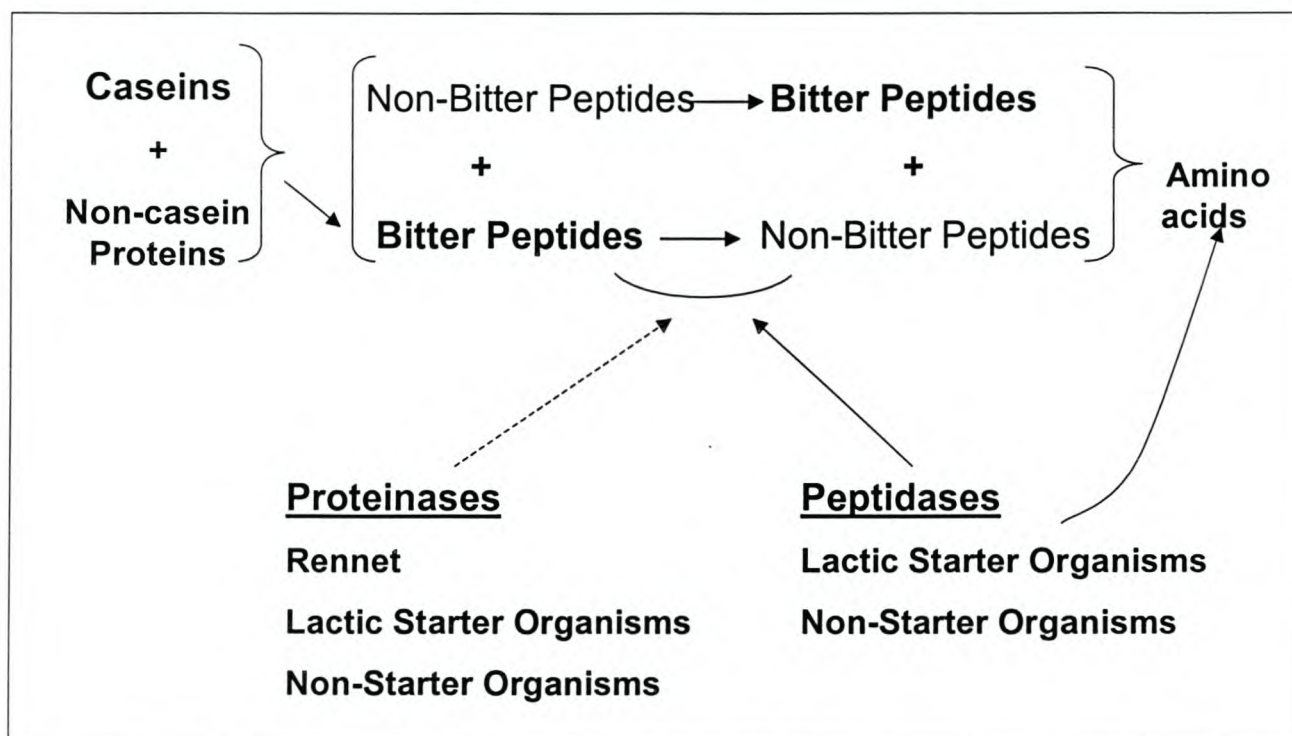 Caseins
+
Non-casein
Proteins
Non-Bitter Peptides → Bitter Peptides
+ +
Bitter Peptides → Non-Bitter Peptides
Amino
acids
Proteinases
Rennet
Lactic Starter Organisms
Non-Starter Organisms
Peptidases
Lactic Starter Organisms
Non-Starter Organisms